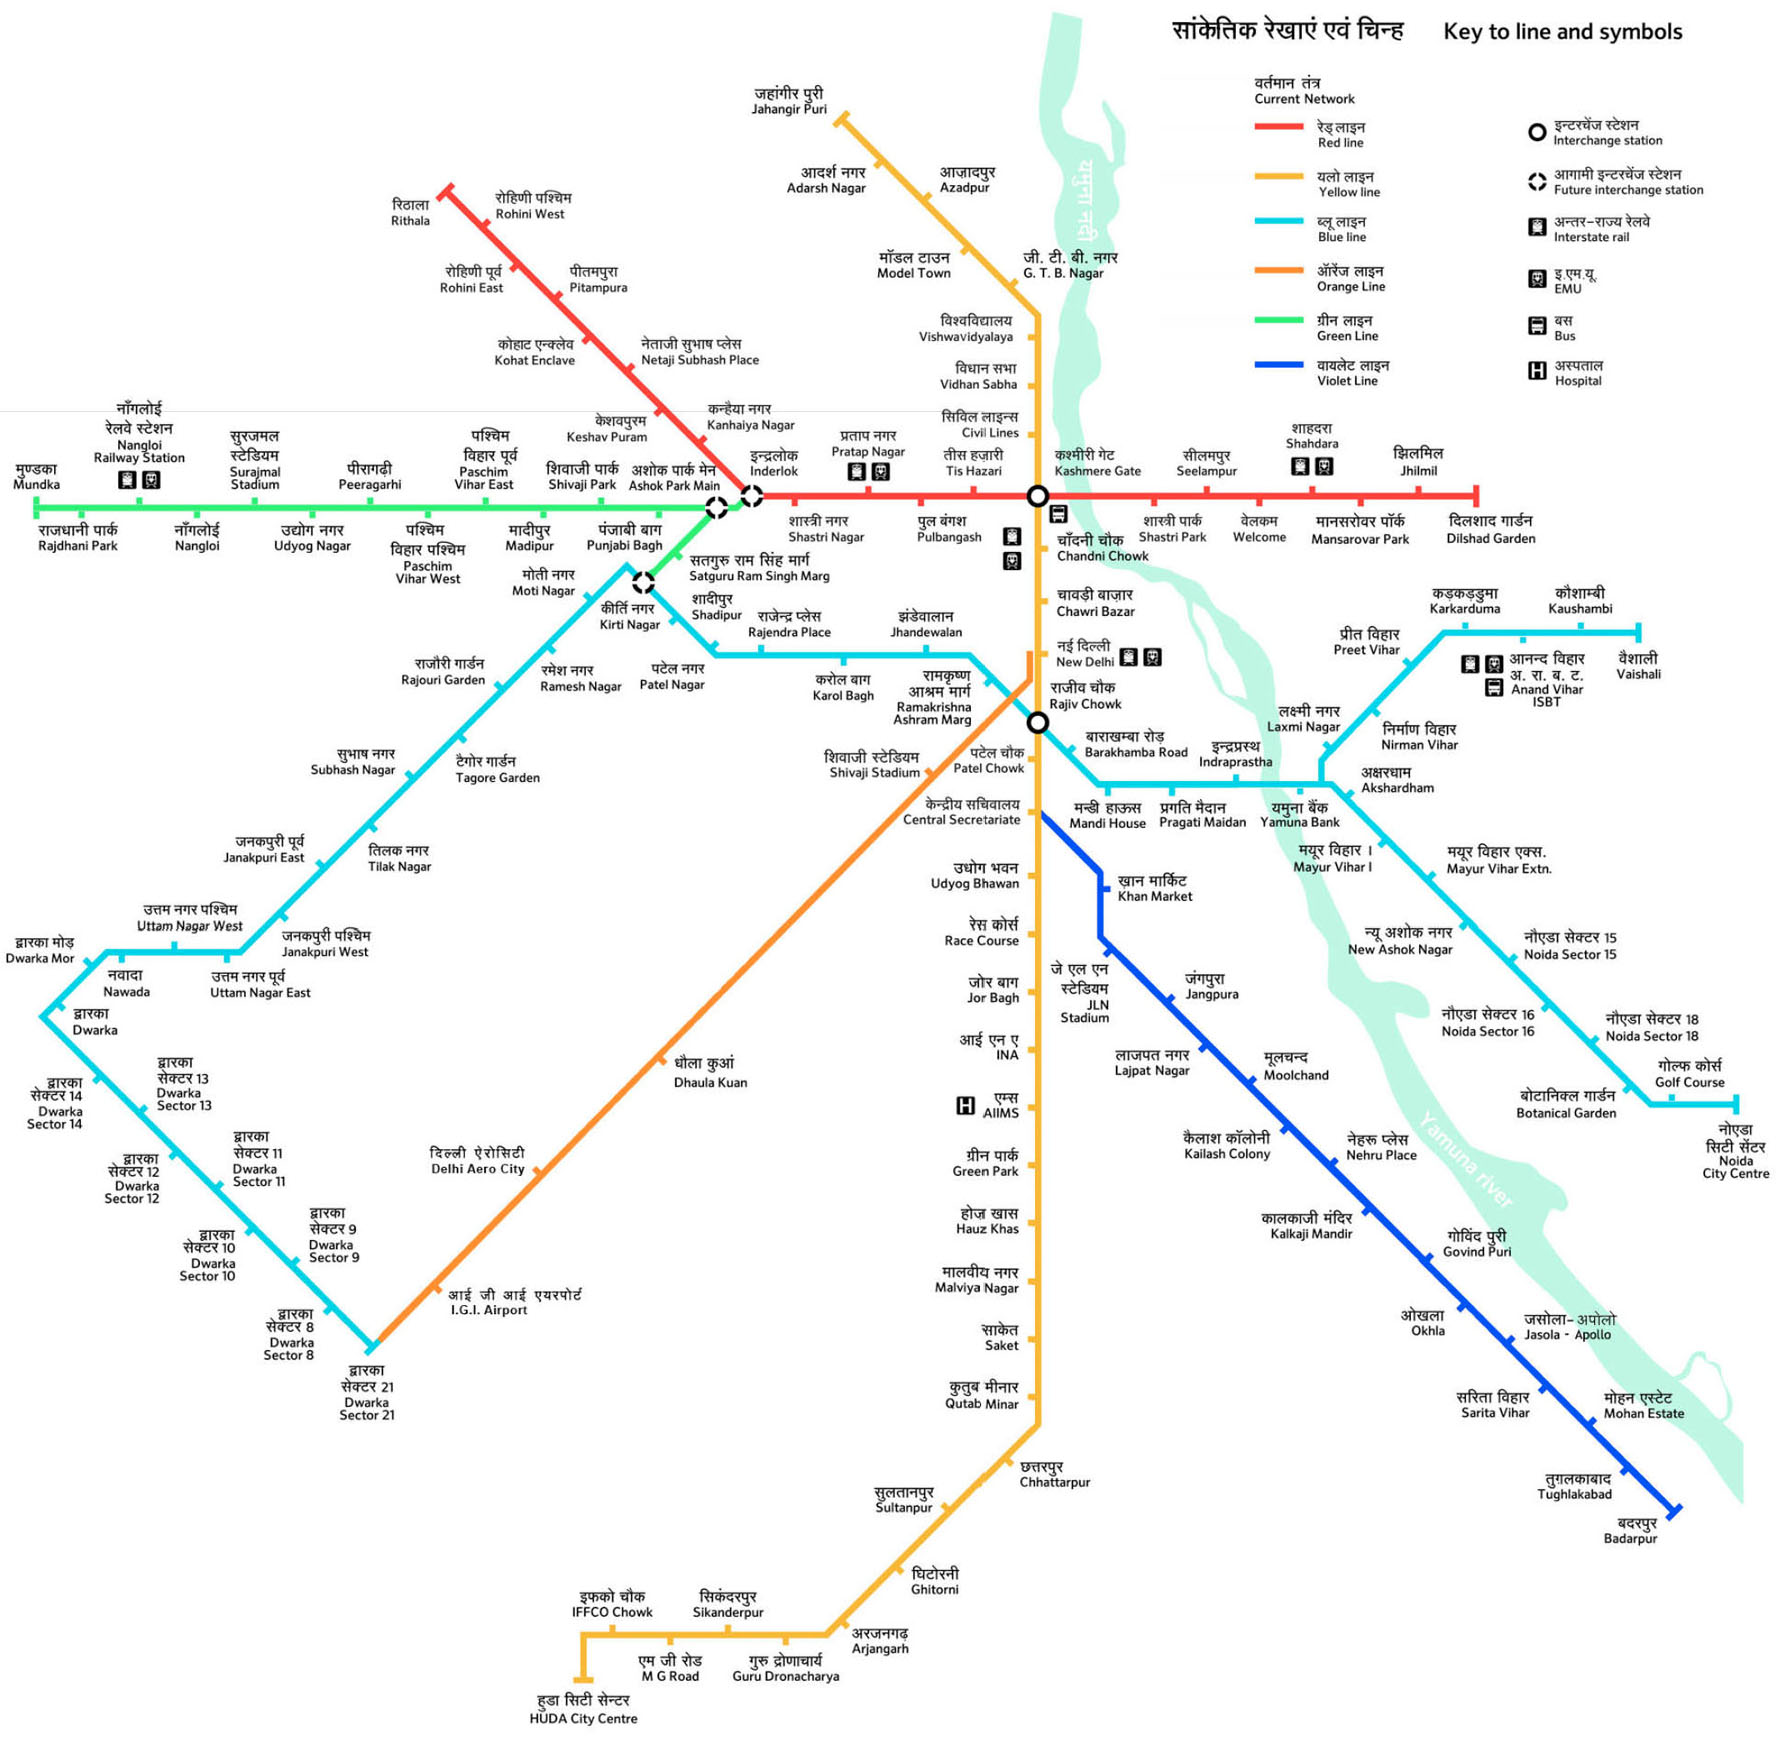 सांकेतिक रेखाएं एवं चिन्ह
Key to line and symbols
वर्तमान तंत्र
Current Network
रेड् लाइन
Red line
यलो लाइन
Yellow line
ब्लू लाइन
Blue line
ऑरेंज लाइन
Orange Line
ग्रीन लाइन
Green Line
वायलेट लाइन
Violet Line
इन्टरचेंज स्टेशन
Interchange station
आगामी इन्टरचेंज स्टेशन
Future interchange station
अन्तर-राज्य रेलवे
Interstate rail
इ.एम.यू.
EMU
बस
Bus
H
अस्पताल
Hospital
यमुना नदी
Yamuna river
जहांगीर पुरी
Jahangir Puri
आदर्श नगर
Adarsh Nagar
आज़ादपुर
Azadpur
मॉडल टाउन
Model Town
जी. टी. बी. नगर
G. T. B. Nagar
विश्वविद्यालय
Vishwavidyalaya
विधान सभा
Vidhan Sabha
सिविल लाइन्स
Civil Lines
रिठाला
Rithala
रोहिणी पश्चिम
Rohini West
रोहिणी पूर्व
Rohini East
पीतमपुरा
Pitampura
कोहाट एन्क्लेव
Kohat Enclave
नेताजी सुभाष प्लेस
Netaji Subhash Place
केशवपुरम
Keshav Puram
कन्हैया नगर
Kanhaiya Nagar
इन्द्रलोक
Inderlok
शास्त्री नगर
Shastri Nagar
प्रताप नगर
Pratap Nagar
पुल बंगश
Pulbangash
तीस हज़ारी
Tis Hazari
कश्मीरी गेट
Kashmere Gate
शास्त्री पार्क
Shastri Park
सीलमपुर
Seelampur
वेलकम
Welcome
शाहदरा
Shahdara
मानसरोवर पॉर्क
Mansarovar Park
झिलमिल
Jhilmil
दिलशाद गार्डन
Dilshad Garden
मुण्डका
Mundka
राजधानी पार्क
Rajdhani Park
नाँगलोई
रेलवे स्टेशन
Nangloi
Railway Station
नाँगलोई
Nangloi
सुरजमल
स्टेडियम
Surajmal
Stadium
उद्योग नगर
Udyog Nagar
पीरागढ़ी
Peeragarhi
पश्चिम
विहार पश्चिम
Paschim
Vihar West
पश्चिम
विहार पूर्व
Paschim
Vihar East
मादीपुर
Madipur
शिवाजी पार्क
Shivaji Park
पंजाबी बाग
Punjabi Bagh
अशोक पार्क मेन
Ashok Park Main
सतगुरु राम सिंह मार्ग
Satguru Ram Singh Marg
कीर्ति नगर
Kirti Nagar
मोती नगर
Moti Nagar
शादीपुर
Shadipur
पटेल नगर
Patel Nagar
राजेन्द्र प्लेस
Rajendra Place
करोल बाग
Karol Bagh
झंडेवालान
Jhandewalan
रामकृष्ण
आश्रम मार्ग
Ramakrishna
Ashram Marg
चाँदनी चौक
Chandni Chowk
चावड़ी बाज़ार
Chawri Bazar
नई दिल्ली
New Delhi
राजीव चौक
Rajiv Chowk
पटेल चौक
Patel Chowk
केन्द्रीय सचिवालय
Central Secretariate
उधोग भवन
Udyog Bhawan
रेस कोर्स
Race Course
जोर बाग
Jor Bagh
आई एन ए
INA
H
एम्स
AIIMS
ग्रीन पार्क
Green Park
होज़ खास
Hauz Khas
मालवीय नगर
Malviya Nagar
साकेत
Saket
कुतुब मीनार
Qutab Minar
छत्तरपुर
Chhattarpur
सुलतानपुर
Sultanpur
घिटोरनी
Ghitorni
अरजनगढ़
Arjangarh
गुरु द्रोणाचार्य
Guru Dronacharya
सिकंदरपुर
Sikanderpur
एम जी रोड
M G Road
इफको चौक
IFFCO Chowk
हुडा सिटी सेन्टर
HUDA City Centre
बाराखम्बा रोड़
Barakhamba Road
मन्डी हाऊस
Mandi House
प्रगति मैदान
Pragati Maidan
इन्द्रप्रस्थ
Indraprastha
यमुना बैंक
Yamuna Bank
लक्ष्मी नगर
Laxmi Nagar
निर्माण विहार
Nirman Vihar
प्रीत विहार
Preet Vihar
कड़कड़डुमा
Karkarduma
आनन्द विहार
अ. रा. ब. ट.
Anand Vihar
ISBT
कौशाम्बी
Kaushambi
वैशाली
Vaishali
अक्षरधाम
Akshardham
मयूर विहार ।
Mayur Vihar I
मयूर विहार एक्स.
Mayur Vihar Extn.
न्यू अशोक नगर
New Ashok Nagar
नौएडा सेक्टर 15
Noida Sector 15
नौएडा सेक्टर 16
Noida Sector 16
नौएडा सेक्टर 18
Noida Sector 18
बोटानिकल गार्डन
Botanical Garden
गोल्फ कोर्स
Golf Course
नोएडा
सिटी सेंटर
Noida
City Centre
रमेश नगर
Ramesh Nagar
राजौरी गार्डन
Rajouri Garden
टैगोर गार्डन
Tagore Garden
सुभाष नगर
Subhash Nagar
तिलक नगर
Tilak Nagar
जनकपुरी पूर्व
Janakpuri East
जनकपुरी पश्चिम
Janakpuri West
उत्तम नगर पूर्व
Uttam Nagar East
उत्तम नगर पश्चिम
Uttam Nagar West
नवादा
Nawada
द्वारका मोड़
Dwarka Mor
द्वारका
Dwarka
द्वारका
सेक्टर 14
Dwarka
Sector 14
द्वारका
सेक्टर 13
Dwarka
Sector 13
द्वारका
सेक्टर 12
Dwarka
Sector 12
द्वारका
सेक्टर 11
Dwarka
Sector 11
द्वारका
सेक्टर 10
Dwarka
Sector 10
द्वारका
सेक्टर 9
Dwarka
Sector 9
द्वारका
सेक्टर 8
Dwarka
Sector 8
द्वारका
सेक्टर 21
Dwarka
Sector 21
शिवाजी स्टेडियम
Shivaji Stadium
धौला कुआं
Dhaula Kuan
दिल्ली ऐरोसिटी
Delhi Aero City
आई जी आई एयरपोर्ट
I.G.I. Airport
ख़ान मार्किट
Khan Market
जे एल एन
स्टेडियम
JLN
Stadium
जंगपुरा
Jangpura
लाजपत नगर
Lajpat Nagar
मूलचन्द
Moolchand
कैलाश कॉलोनी
Kailash Colony
नेहरू प्लेस
Nehru Place
कालकाजी मंदिर
Kalkaji Mandir
गोविंद पुरी
Govind Puri
ओखला
Okhla
जसोला-अपोलो
Jasola - Apollo
सरिता विहार
Sarita Vihar
मोहन एस्टेट
Mohan Estate
तुग़लकाबाद
Tughlakabad
बदरपुर
Badarpur